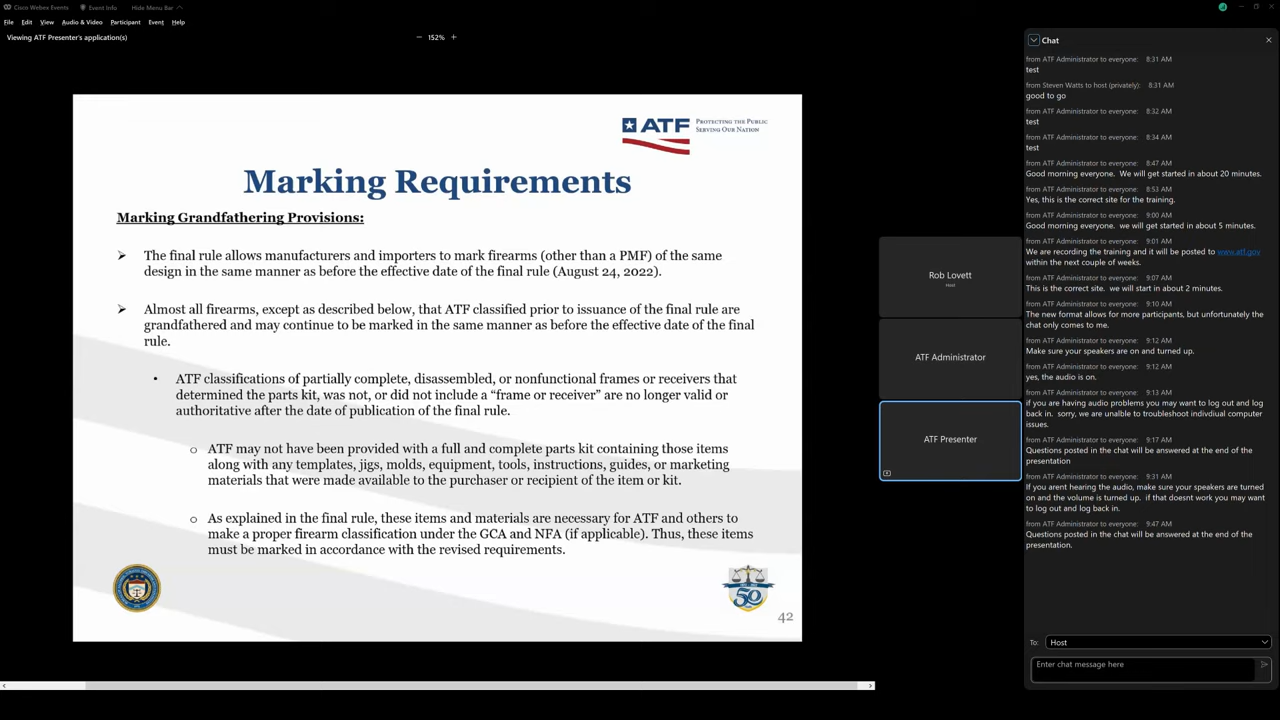 Cisco Webex Events
Event Info
Hide Menu Bar
File Edit View Audio & Video Participant Event Help
Viewing ATF Presenter's application(s)
152%
ATF
PROTECTING THE PUBLIC
SERVING OUR NATION
Marking Requirements
Marking Grandfathering Provisions:
➤ The final rule allows manufacturers and importers to mark firearms (other than a PMF) of the same
design in the same manner as before the effective date of the final rule (August 24, 2022).
➤ Almost all firearms, except as described below, that ATF classified prior to issuance of the final rule are
grandfathered and may continue to be marked in the same manner as before the effective date of the final
rule.
• ATF classifications of partially complete, disassembled, or nonfunctional frames or receivers that
determined the parts kit, was not, or did not include a “frame or receiver” are no longer valid or
authoritative after the date of publication of the final rule.
o ATF may not have been provided with a full and complete parts kit containing those items
along with any templates, jigs, molds, equipment, tools, instructions, guides, or marketing
materials that were made available to the purchaser or recipient of the item or kit.
o As explained in the final rule, these items and materials are necessary for ATF and others to
make a proper firearm classification under the GCA and NFA (if applicable). Thus, these items
must be marked in accordance with the revised requirements.
50
42
Rob Lovett
Host
ATF Administrator
ATF Presenter
Chat
from ATF Administrator to everyone: 8:31 AM
test
from Steven Watts to host (privately): 8:31 AM
good to go
from ATF Administrator to everyone: 8:32 AM
test
from ATF Administrator to everyone: 8:34 AM
test
from ATF Administrator to everyone: 8:47 AM
Good morning everyone. We will get started in about 20 minutes.
from ATF Administrator to everyone: 8:53 AM
Yes, this is the correct site for the training.
from ATF Administrator to everyone: 9:00 AM
Good morning everyone. we will get started in about 5 minutes.
from ATF Administrator to everyone: 9:01 AM
We are recording the training and it will be posted to www.atf.gov
within the next couple of weeks.
from ATF Administrator to everyone: 9:07 AM
This is the correct site. we will start in about 2 minutes.
from ATF Administrator to everyone: 9:10 AM
The new format allows for more participants, but unfortunately the
chat only comes to me.
from ATF Administrator to everyone: 9:12 AM
Make sure your speakers are on and turned up.
from ATF Administrator to everyone: 9:12 AM
yes, the audio is on.
from ATF Administrator to everyone: 9:13 AM
if you are having audio problems you may want to log out and log
back in. sorry, we are unable to troubleshoot indivdiual computer
issues.
from ATF Administrator to everyone: 9:17 AM
Questions posted in the chat will be answered at the end of the
presentation
from ATF Administrator to everyone: 9:31 AM
If you arent hearing the audio, make sure your speakers are turned
on and the volume is turned up. if that doesnt work you may want
to log out and log back in.
from ATF Administrator to everyone: 9:47 AM
Questions posted in the chat will be answered at the end of the
presentation.
To: Host
Enter chat message here